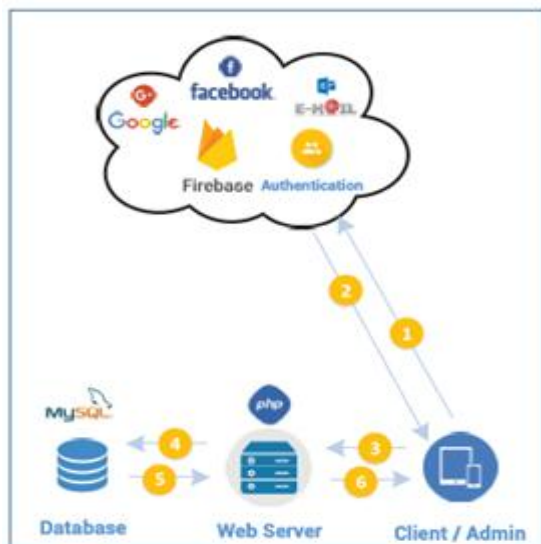 G+
facebook
Google
E-MAIL
Firebase Authentication
2
1
php
MySQL
4
3
5
6
Database
Web Server
Client / Admin